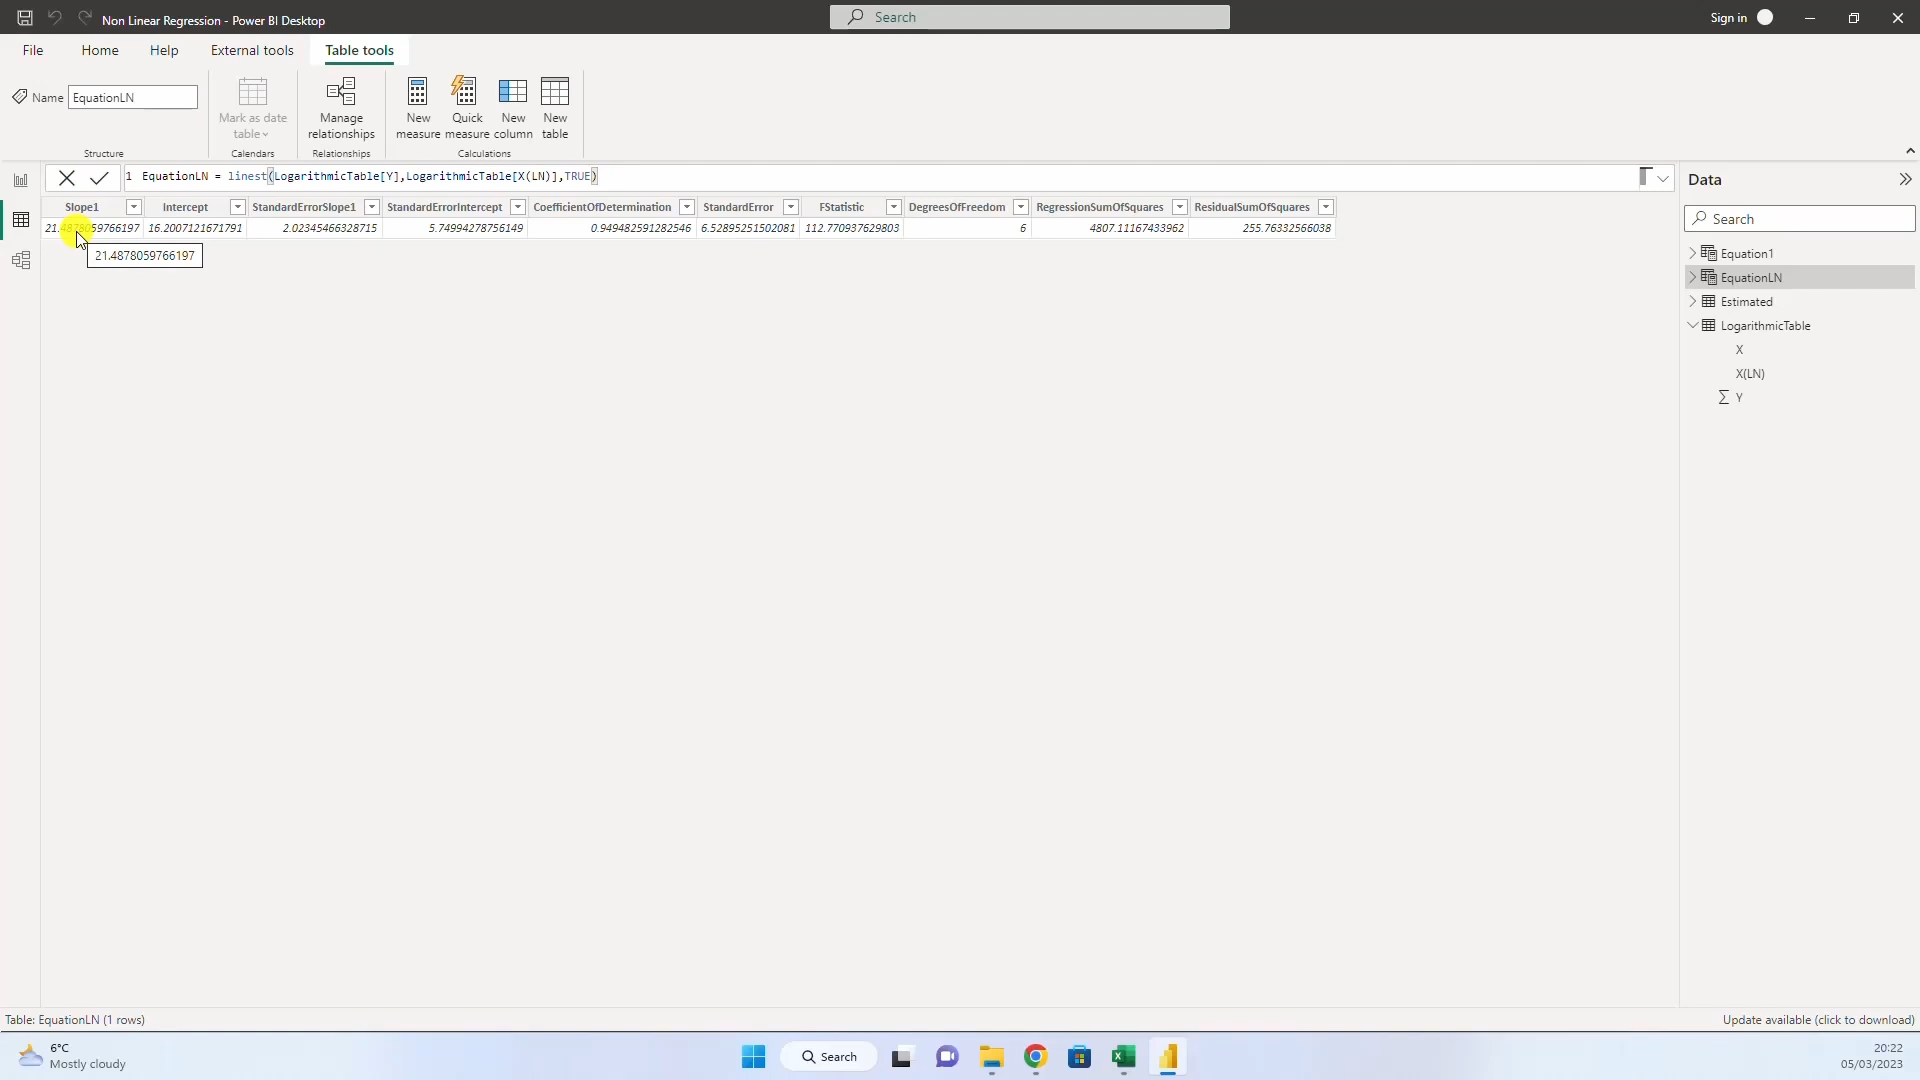 Non Linear Regression - Power BI Desktop
Search
Sign in
File
Home
Help
External tools
Table tools
Name
EquationLN
Mark as date table
Manage relationships
New measure
Quick measure
New column
New table
Structure
Calendars
Relationships
Calculations
1 EquationLN = linest(LogarithmicTable[Y],LogarithmicTable[X(LN)],TRUE)
Slope1 Intercept StandardErrorSlope1 StandardErrorIntercept CoefficientOfDetermination StandardError FStatistic DegreesOfFreedom RegressionSumOfSquares ResidualSumOfSquares
21.4878059766197 16.2007121671791 2.02345466328715 5.74994278756149 0.949482591282546 6.52895251502081 112.770937629803 6 4807.11167433962 255.76332566038
21.4878059766197
Data
Search
Equation1
EquationLN
Estimated
LogarithmicTable
X
X(LN)
∑ Y
Table: EquationLN (1 rows)
Update available (click to download)
6°C
Mostly cloudy
Search
20:22
05/03/2023